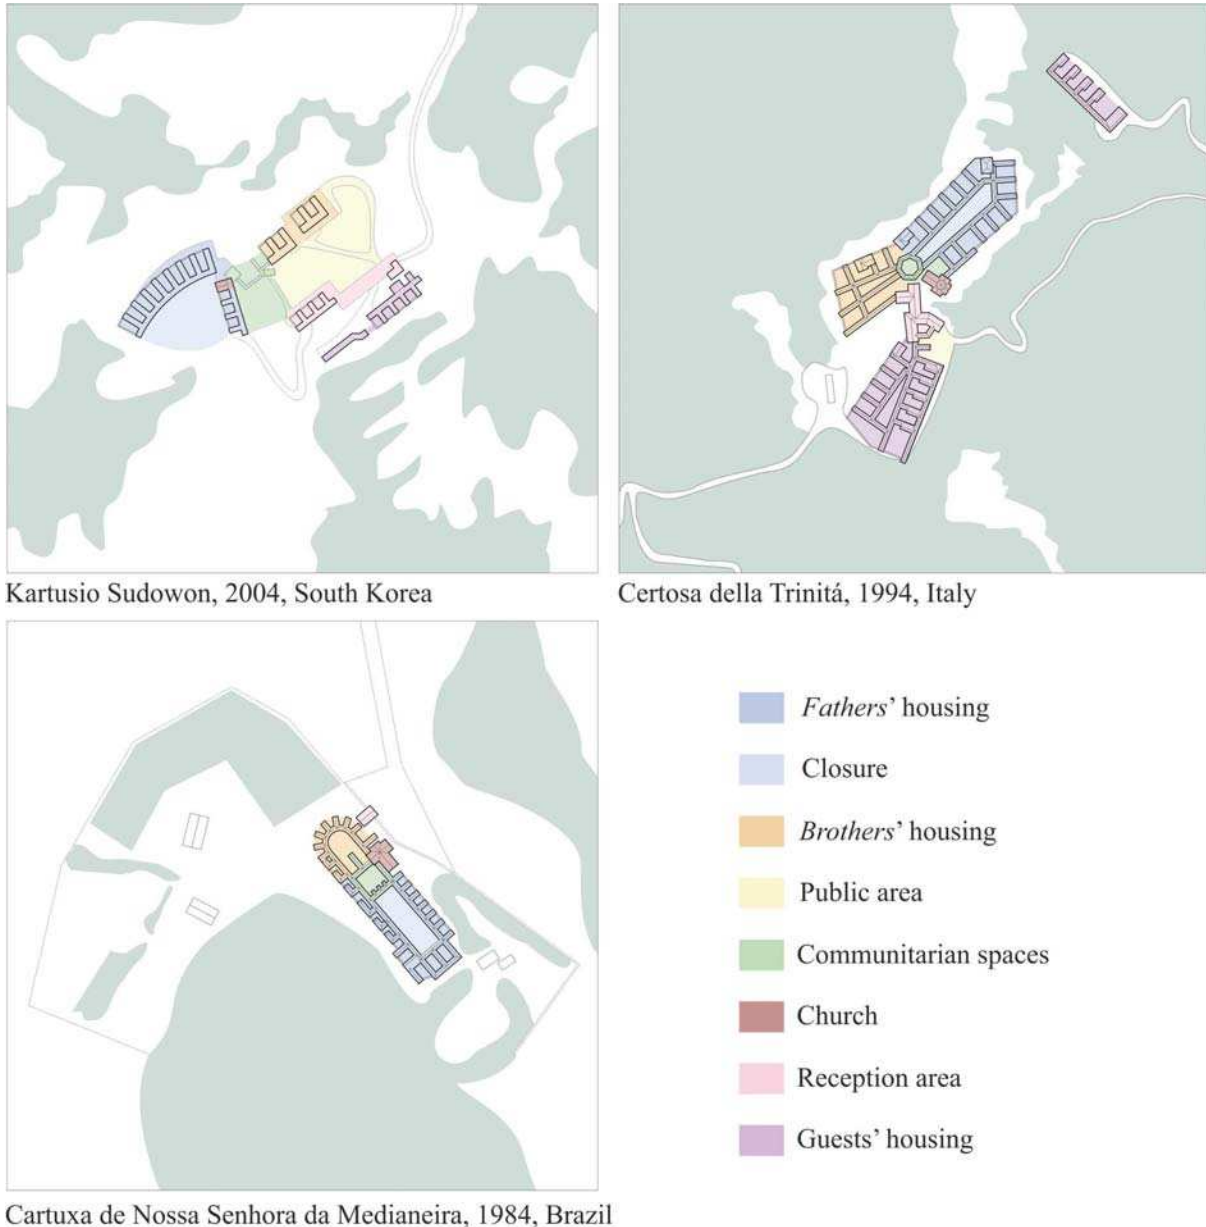 Kartusio Sudowon, 2004, South Korea
Certosa della Trinitá, 1994, Italy
Fathers' housing
Closure
Brothers' housing
Public area
Communitarian spaces
Church
Reception area
Guests' housing
Cartuxa de Nossa Senhora da Medianeira, 1984, Brazil